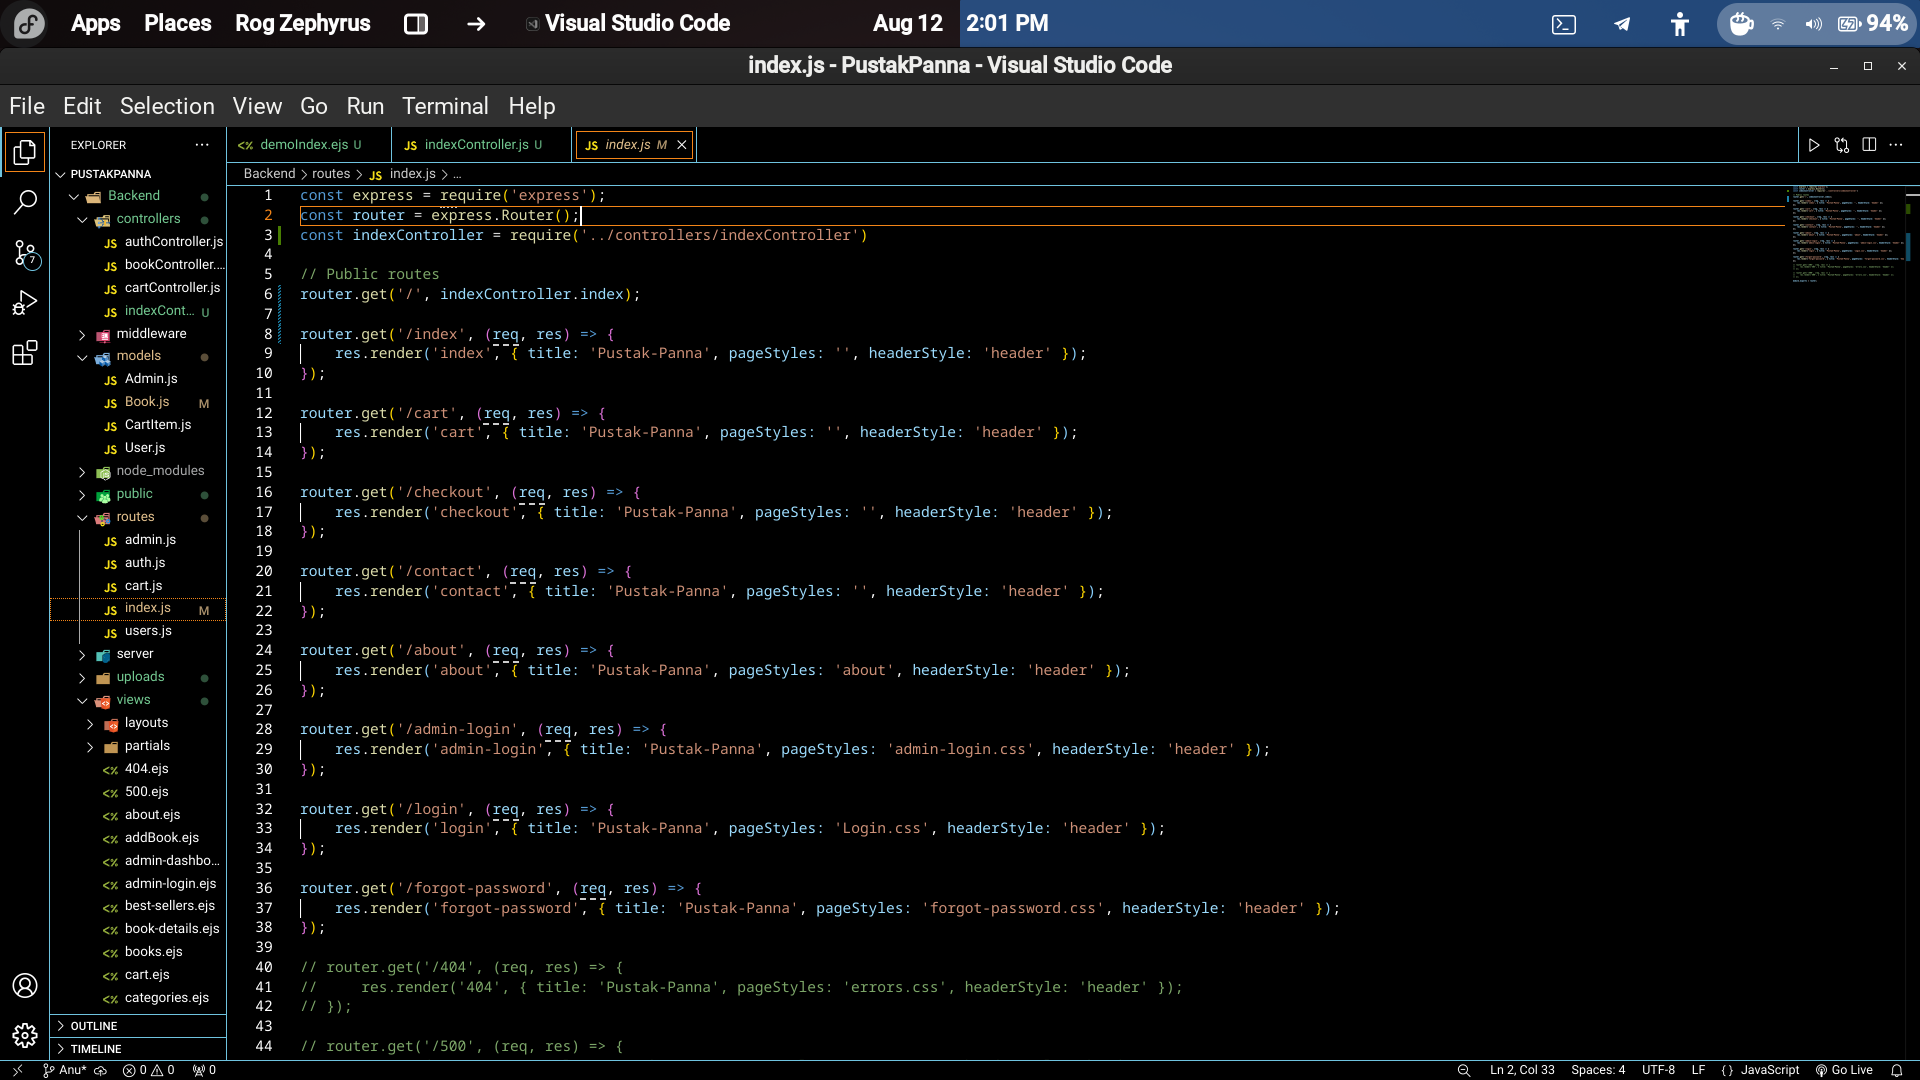 Apps Places Rog Zephyrus Visual Studio Code Aug 12 2:01 PM 94%
index.js - PustakPanna - Visual Studio Code
File Edit Selection View Go Run Terminal Help
EXPLORER
PUSTAKPANNA
Backend
controllers
JS authController.js
JS bookController....
JS cartController.js
JS indexCont... U
middleware
models
JS Admin.js
JS Book.js M
JS CartItem.js
JS User.js
node_modules
public
routes
JS admin.js
JS auth.js
JS cart.js
JS index.js M
JS users.js
server
uploads
views
layouts
partials
<> 404.ejs
<> 500.ejs
<> about.ejs
<> addBook.ejs
<> admin-dashbo...
<> admin-login.ejs
<> best-sellers.ejs
<> book-details.ejs
<> books.ejs
<> cart.ejs
<> categories.ejs
OUTLINE
TIMELINE
7
<> demoIndex.ejs U JS indexController.js U JS index.js M
Backend > routes > JS index.js > ...
1 const express = require('express');
2 const router = express.Router();
3 const indexController = require('../controllers/indexController')
4
5 // Public routes
6 router.get('/', indexController.index);
7
8 router.get('/index', (req, res) => {
9 res.render('index', { title: 'Pustak-Panna', pageStyles: '', headerStyle: 'header' });
10 });
11
12 router.get('/cart', (req, res) => {
13 res.render('cart', { title: 'Pustak-Panna', pageStyles: '', headerStyle: 'header' });
14 });
15
16 router.get('/checkout', (req, res) => {
17 res.render('checkout', { title: 'Pustak-Panna', pageStyles: '', headerStyle: 'header' });
18 });
19
20 router.get('/contact', (req, res) => {
21 res.render('contact', { title: 'Pustak-Panna', pageStyles: '', headerStyle: 'header' });
22 });
23
24 router.get('/about', (req, res) => {
25 res.render('about', { title: 'Pustak-Panna', pageStyles: 'about', headerStyle: 'header' });
26 });
27
28 router.get('/admin-login', (req, res) => {
29 res.render('admin-login', { title: 'Pustak-Panna', pageStyles: 'admin-login.css', headerStyle: 'header' });
30 });
31
32 router.get('/login', (req, res) => {
33 res.render('login', { title: 'Pustak-Panna', pageStyles: 'Login.css', headerStyle: 'header' });
34 });
35
36 router.get('/forgot-password', (req, res) => {
37 res.render('forgot-password', { title: 'Pustak-Panna', pageStyles: 'forgot-password.css', headerStyle: 'header' });
38 });
39
40 // router.get('/404', (req, res) => {
41 // res.render('404', { title: 'Pustak-Panna', pageStyles: 'errors.css', headerStyle: 'header' });
42 // });
43
44 // router.get('/500', (req, res) => {
Anu* 0 0 0 Ln 2, Col 33 Spaces: 4 UTF-8 LF {} JavaScript Go Live